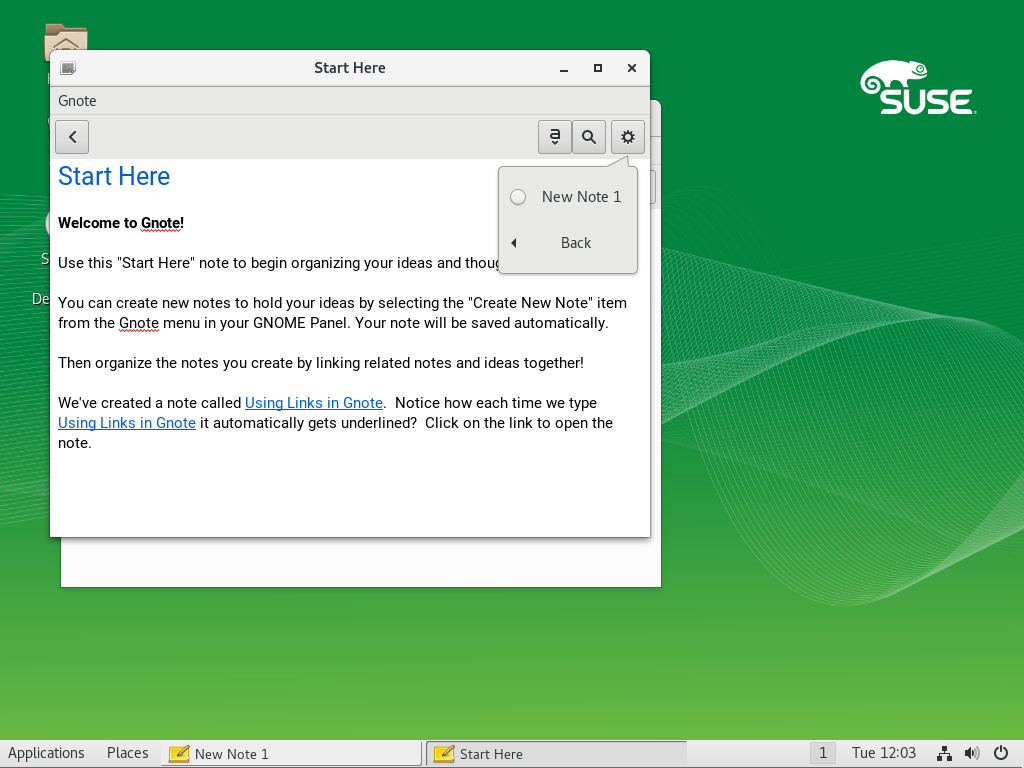 Start Here
Gnote
a
Start Here
New Note 1
Back
Welcome to Gnote!
Use this "Start Here" note to begin organizing your ideas and
You can create new notes to hold your ideas by selecting the "Create New Note" item
from the Gnote menu in your GNOME Panel. Your note will be saved automatically.
Then organize the notes you create by linking related notes and ideas together!
We've created a note called Using Links in Gnote.  Notice how each time we type
Using Links in Gnote it automatically gets underlined?  Click on the link to open the
note.
SUSE
Applications
Places
New Note 1
Start Here
1
Tue 12:03